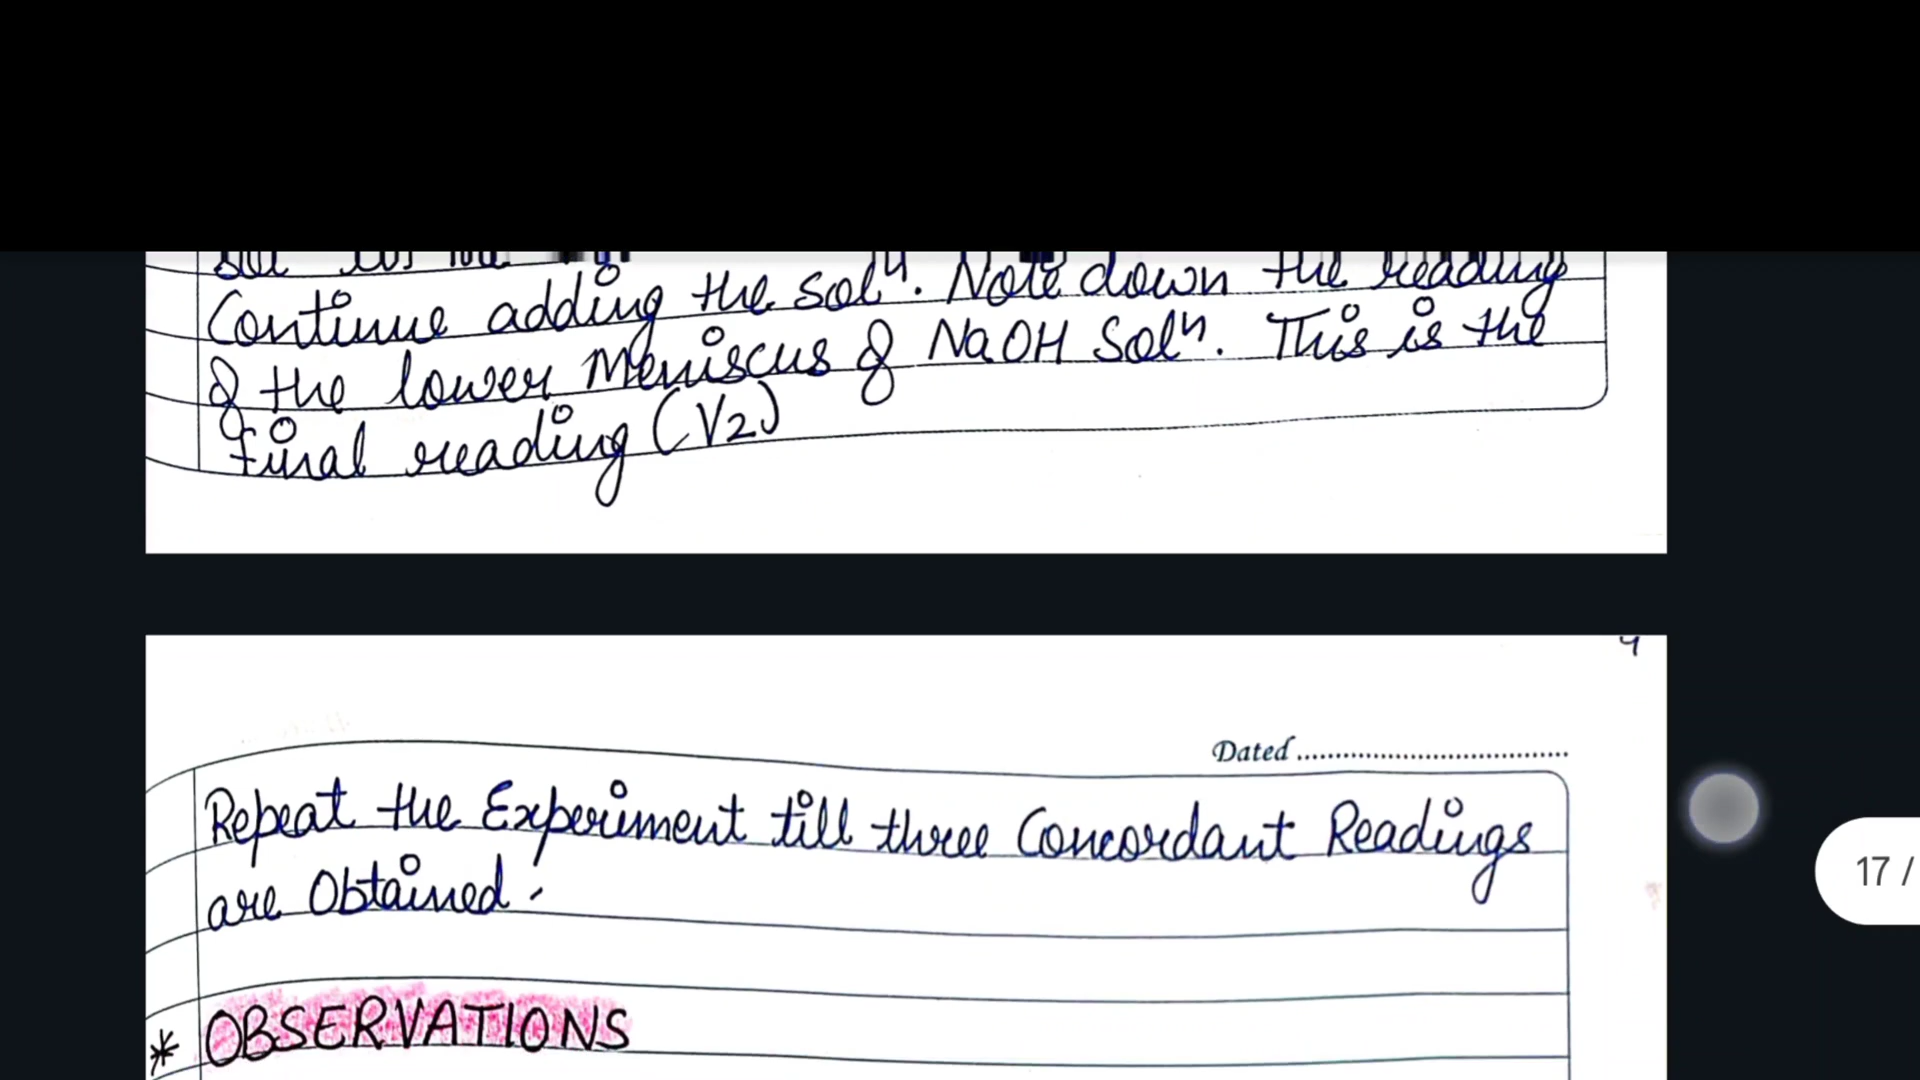 Continue adding the solⁿ. Note down the reading
of the lower Meniscus of NaOH Solⁿ. This is the
final reading (V2)
4
Dated
Repeat the Experiment till three Concordant Readings
are Obtained.
* OBSERVATIONS
17 /